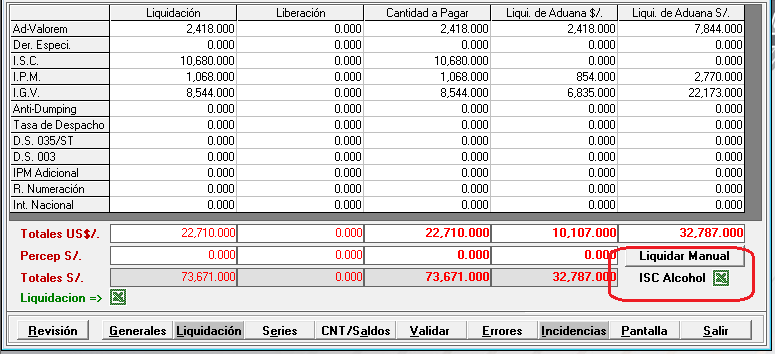 Liquidación Liberación Cantidad a Pagar Liqui. de Aduana $/. Liqui. de Aduana S/.
Ad-Valorem 2,418.000 0.000 2,418.000 2,418.000 7,844.000
Der. Especi. 0.000 0.000 0.000 0.000 0.000
I.S.C. 10,680.000 0.000 10,680.000 0.000 0.000
I.P.M. 1,068.000 0.000 1,068.000 854.000 2,770.000
I.G.V. 8,544.000 0.000 8,544.000 6,835.000 22,173.000
Anti-Dumping 0.000 0.000 0.000 0.000 0.000
Tasa de Despacho 0.000 0.000 0.000 0.000 0.000
D.S. 035/ST 0.000 0.000 0.000 0.000 0.000
D.S. 003 0.000 0.000 0.000 0.000 0.000
IPM Adicional 0.000 0.000 0.000 0.000 0.000
R. Numeración 0.000 0.000 0.000 0.000 0.000
Int. Nacional 0.000 0.000 0.000 0.000 0.000
Totales US$/. 22,710.000 0.000 22,710.000 10,107.000 32,787.000
Percep S/. 0.000 0.000 0.000 0.000 Liquidar Manual
Totales S/. 73,671.000 0.000 73,671.000 32,787.000 ISC Alcohol
Liquidacion =>
Revisión Generales Liquidación Series CNT/Saldos Validar Errores Incidencias Pantalla Salir